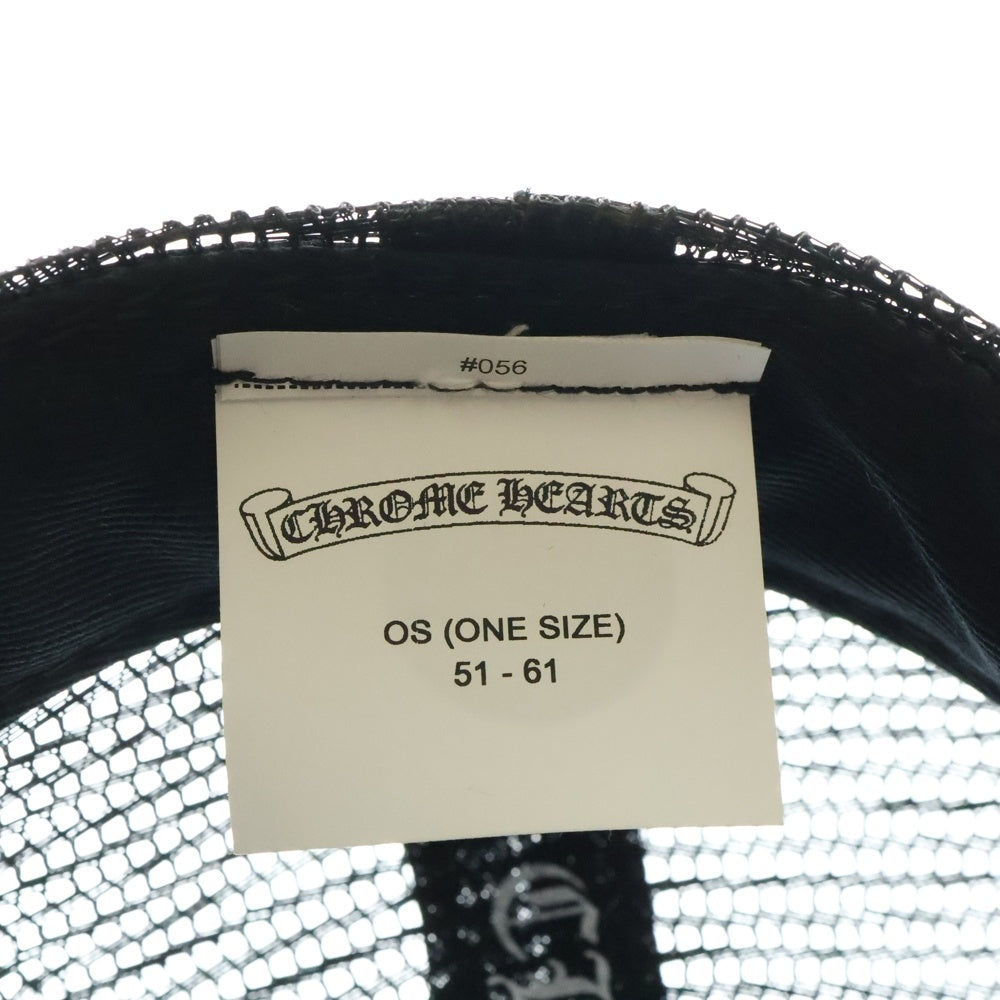 #056
CHROME HEARTS
OS (ONE SIZE)
51 - 61